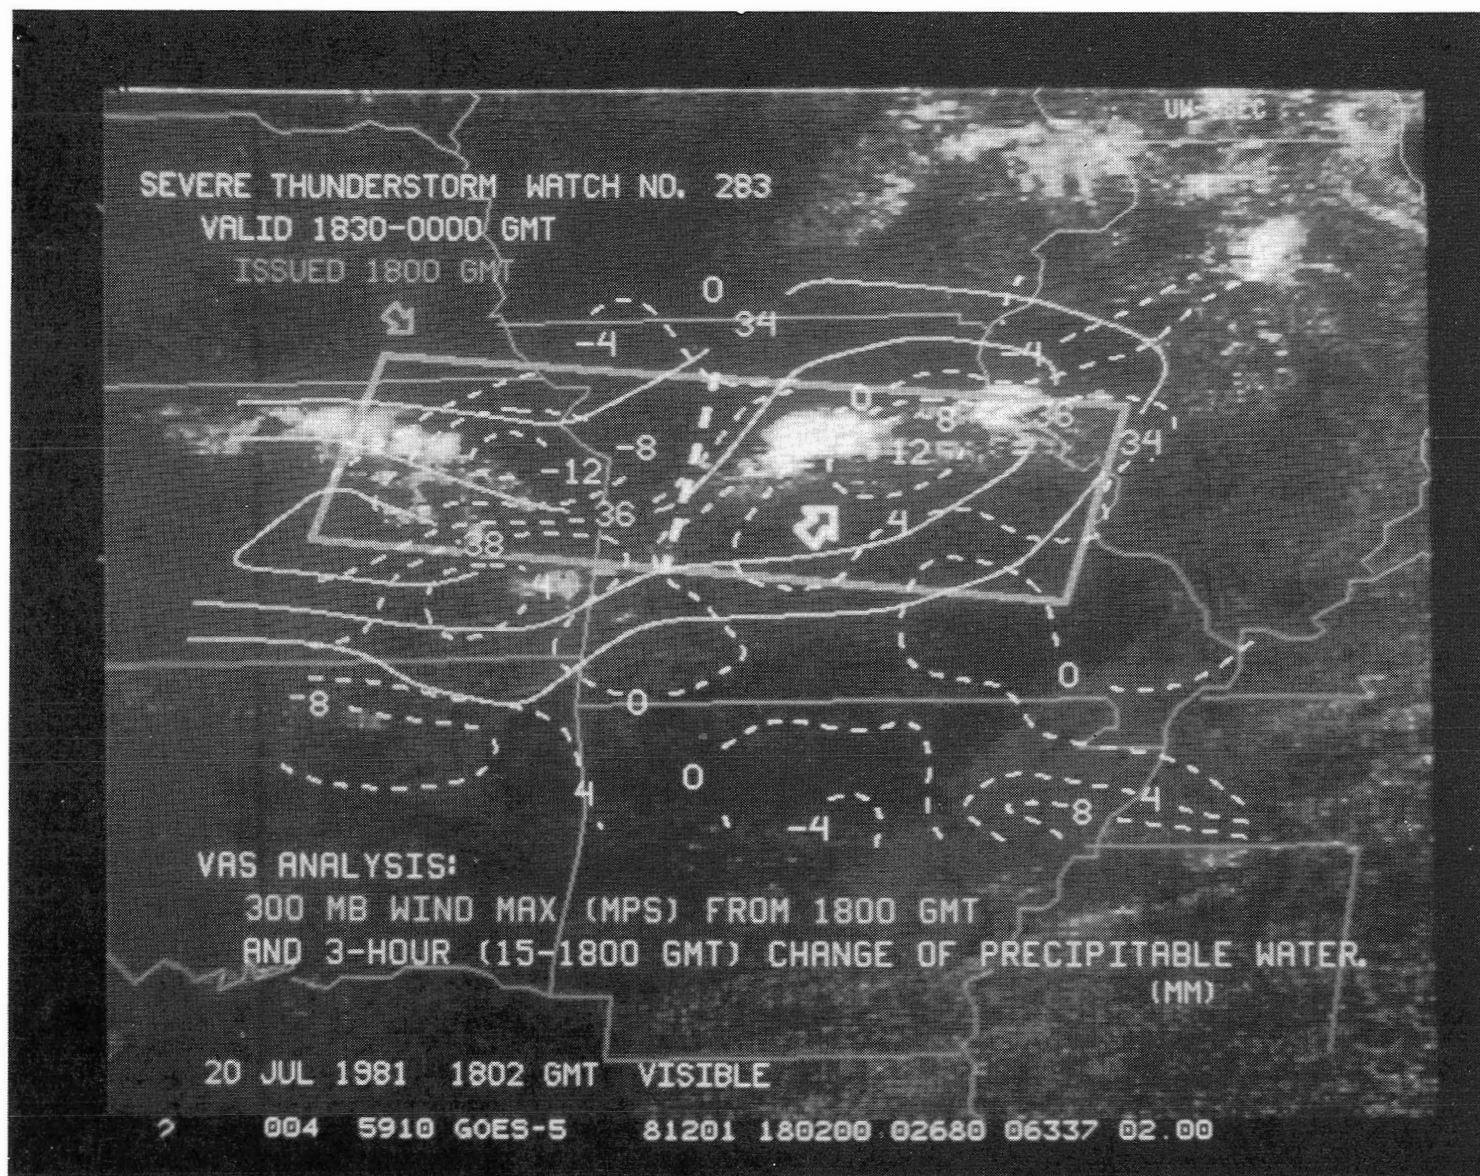 UW-SSEC
SEVERE THUNDERSTORM WATCH NO. 283
VALID 1830-0000 GMT
ISSUED 1800 GMT
0
34
-4
-4
0
-8
36
34
-8
-12
12
36
4
38
4
0
-8
0
0
4
4
-8
-4
VAS ANALYSIS:
300 MB WIND MAX (MPS) FROM 1800 GMT
AND 3-HOUR (15-1800 GMT) CHANGE OF PRECIPITABLE WATER.
(MM)
20 JUL 1981 1802 GMT VISIBLE
2 004 5910 GOES-5 81201 180200 02680 06337 02.00